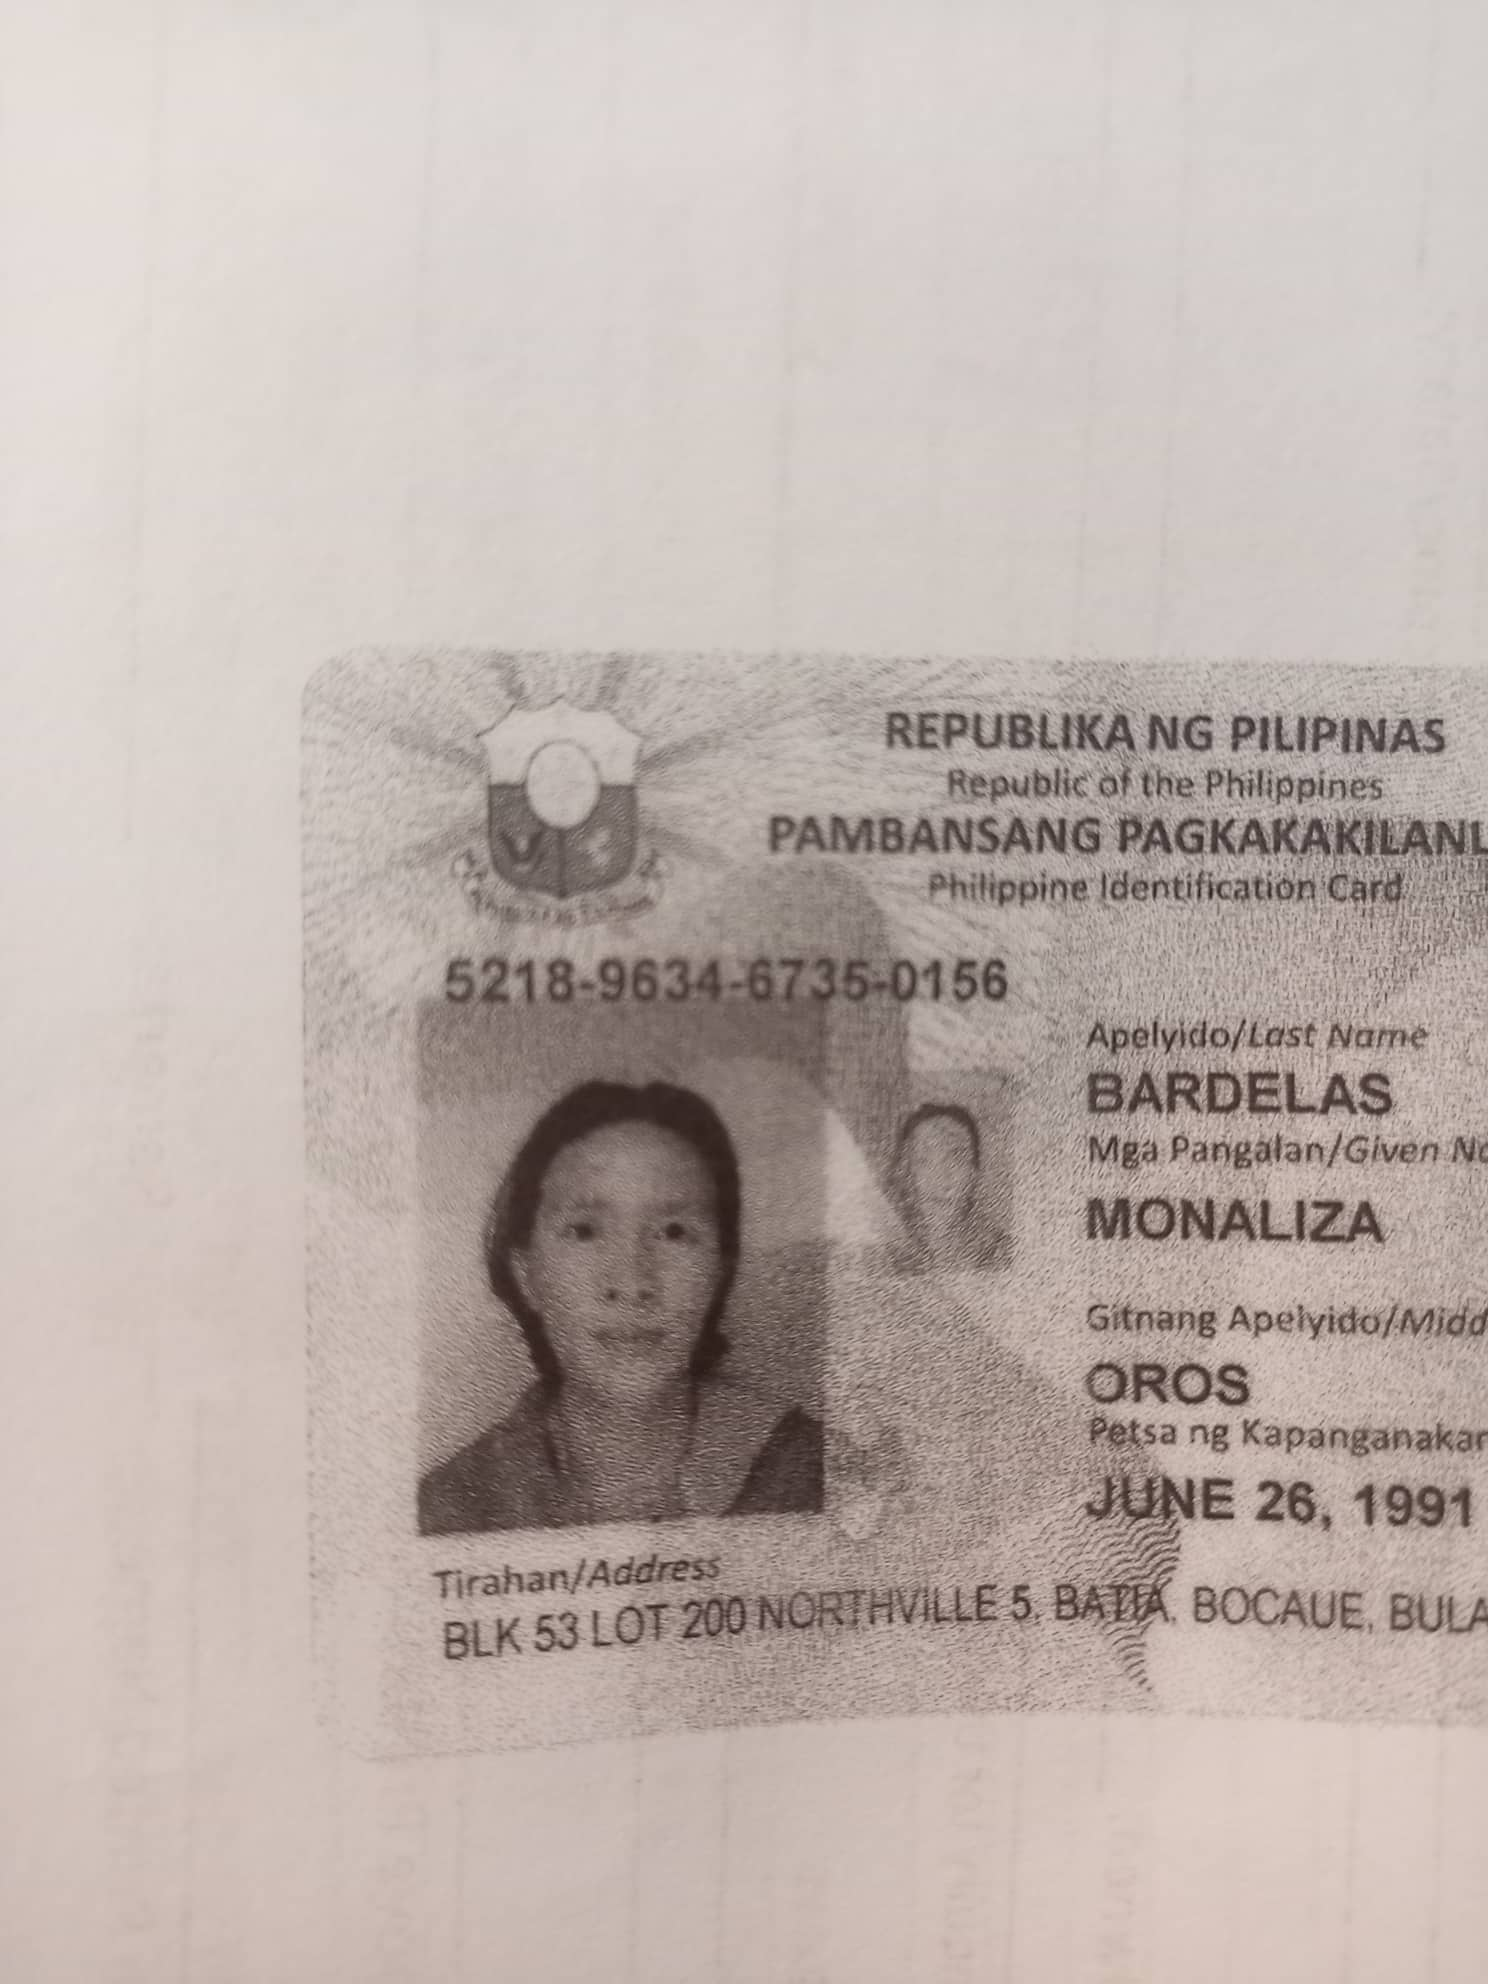 REPUBLIKA NG PILIPINAS
Republic of the Philippines
PAMBANSANG PAGKAKAKILANL
Philippine Identification Card
5218-9634-6735-0156
Apelyido/Last Name
BARDELAS
Mga Pangalan/Given Na
MONALIZA
Gitnang Apelyido/Midd
OROS
Petsa ng Kapanganakan
JUNE 26, 1991
Tirahan/Address
BLK 53 LOT 200 NORTHVILLE 5, BATIA, BOCAUE, BULA